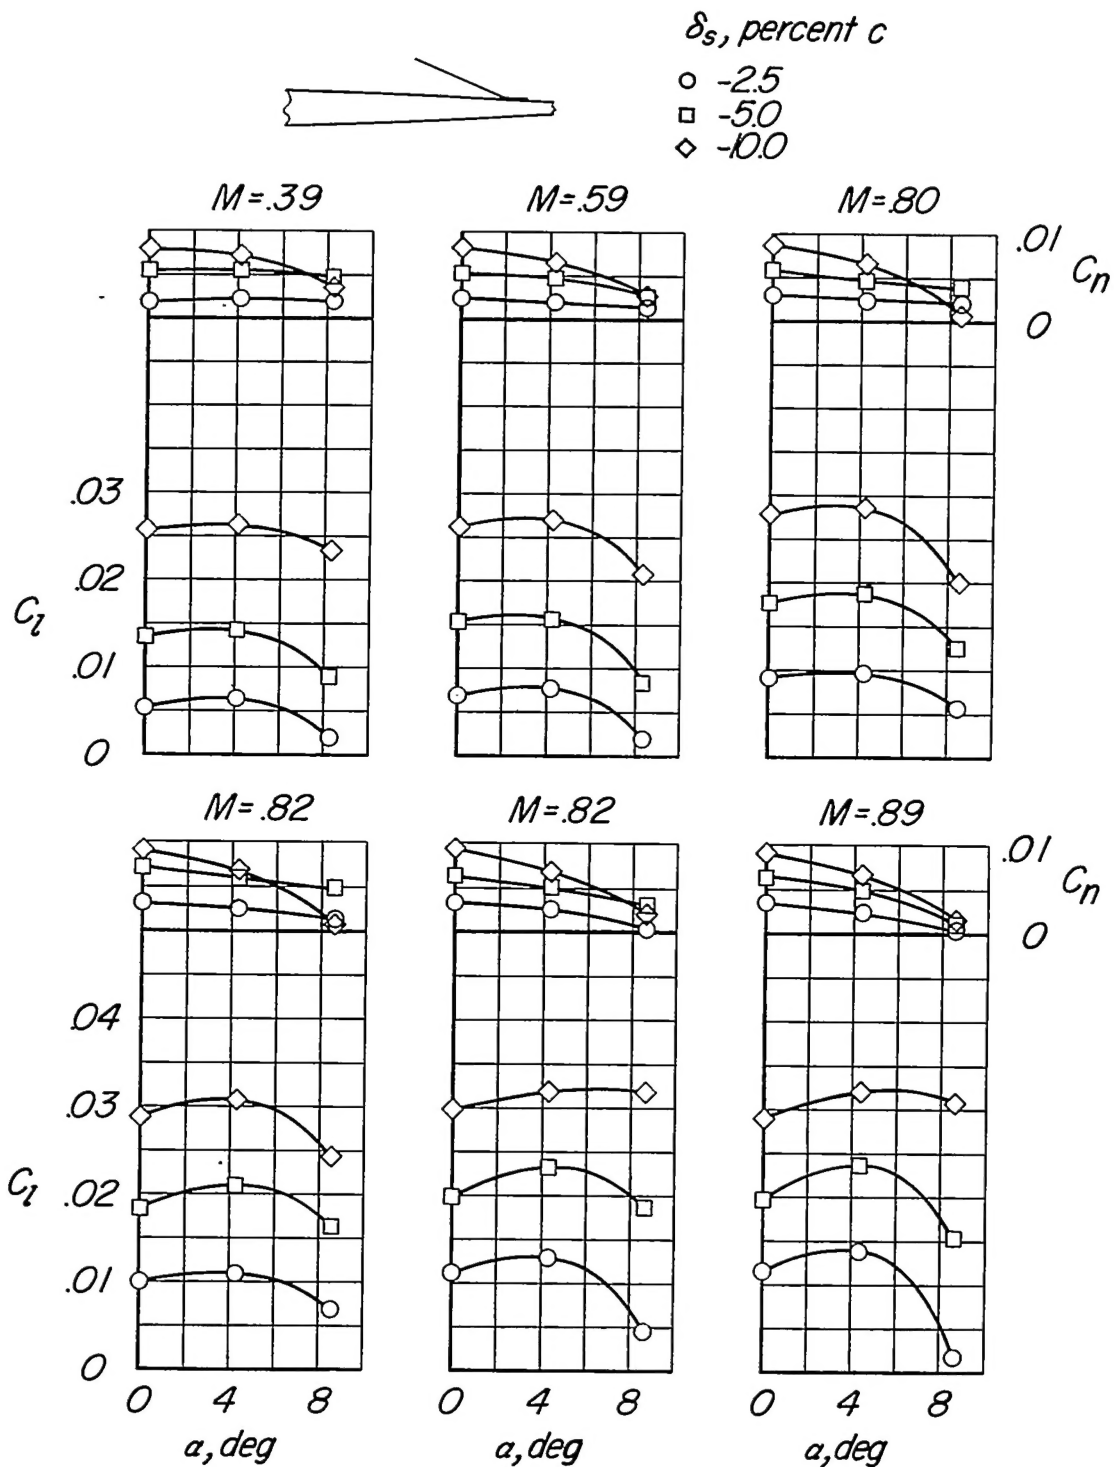 δs, percent c
○ -2.5
□ -5.0
◇ -10.0
M=.39 M=.59 M=.80
.01
Cn
0
.03
.02
Cl
.01
0
M=.82 M=.82 M=.89
.01
Cn
0
.04
.03
Cl
.02
.01
0
0 4 8 0 4 8 0 4 8
α, deg α, deg α, deg